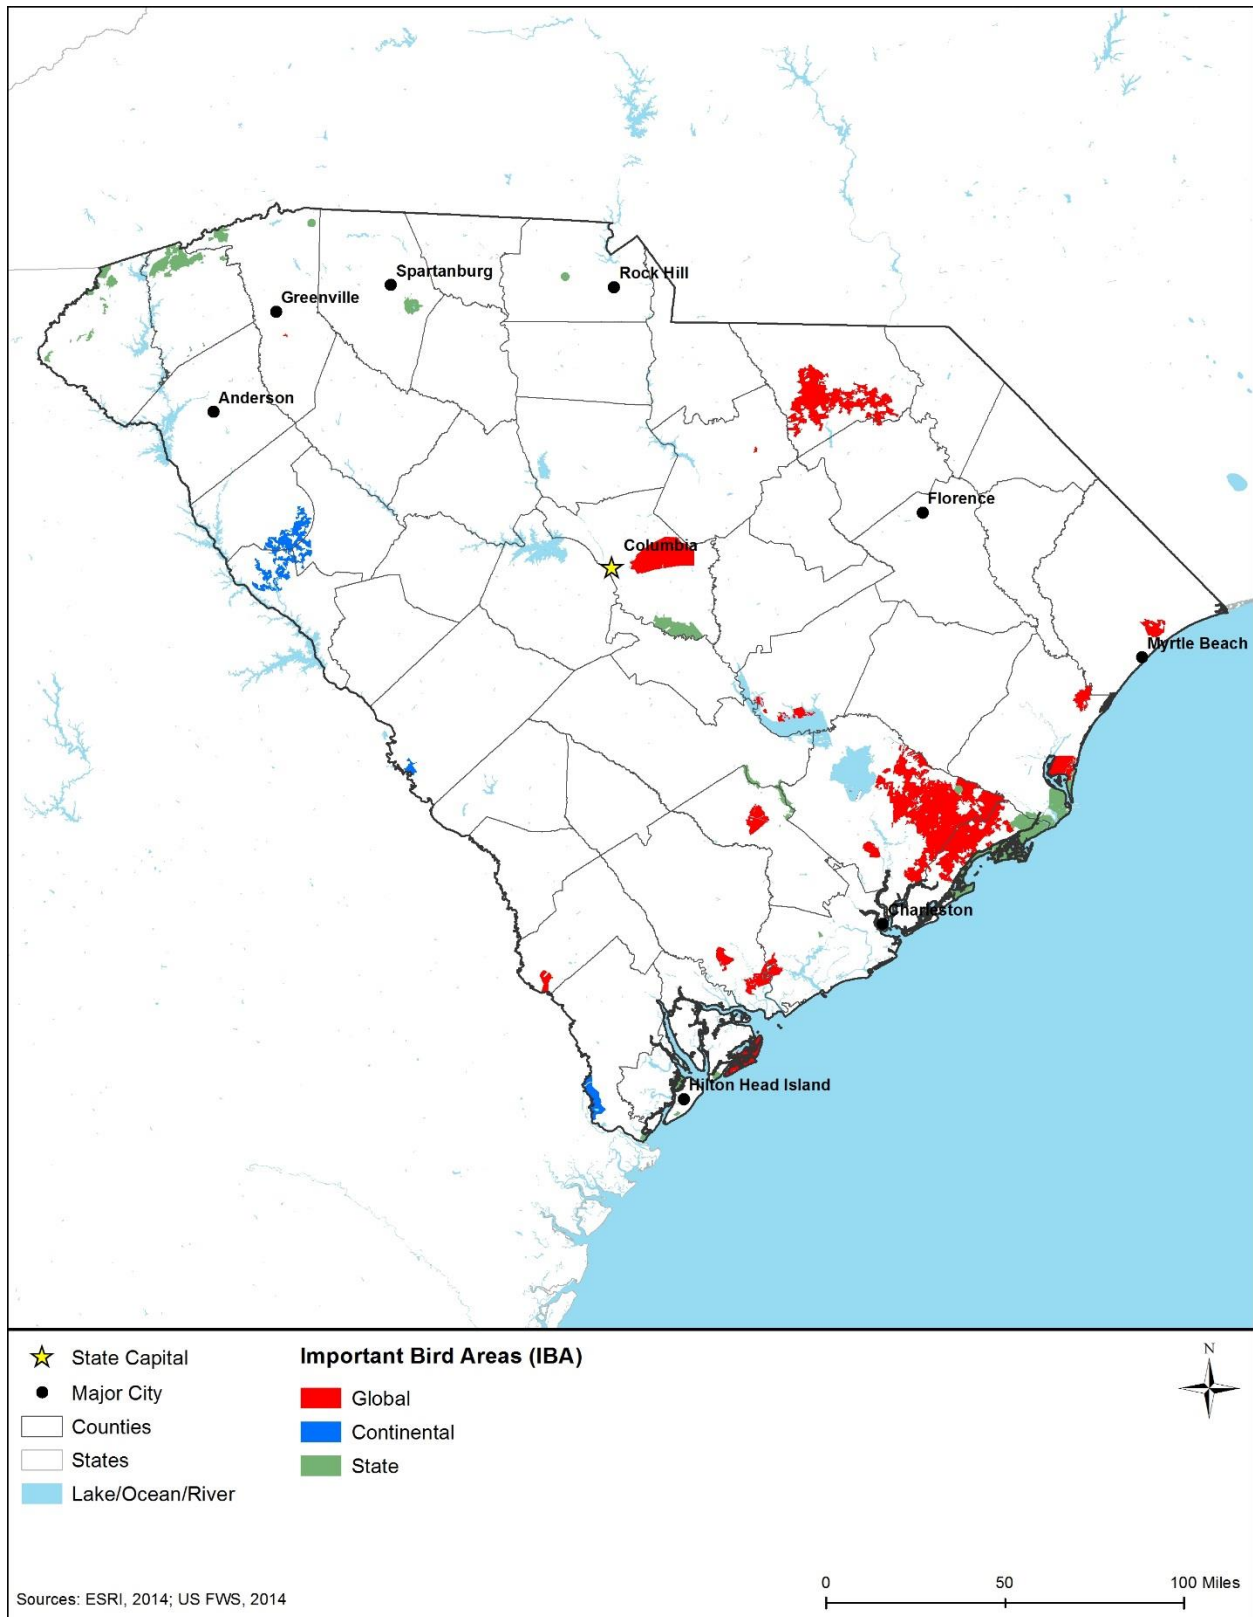 Spartanburg
Rock Hill
Greenville
Anderson
Florence
Columbia
Myrtle Beach
Charleston
Hilton Head Island
State Capital
Major City
Counties
States
Lake/Ocean/River
Important Bird Areas (IBA)
Global
Continental
State
N
Sources: ESRI, 2014; US FWS, 2014
0 50 100 Miles